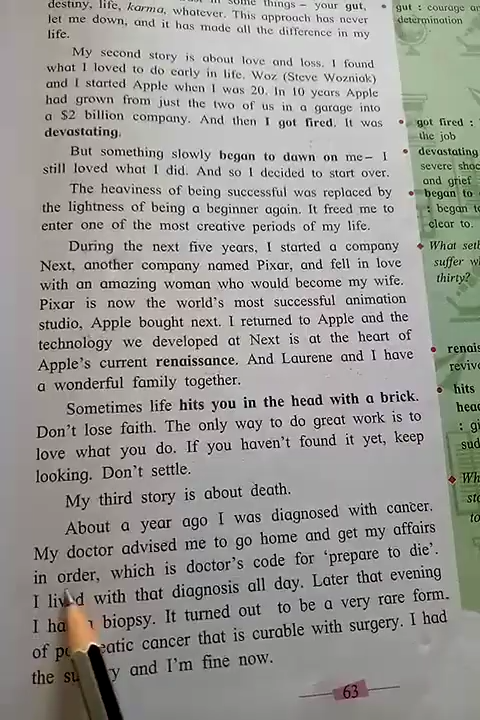 destiny, life, karma, whatever. This approach has never
let me down, and it has made all the difference in my
life.
My second story is about love and loss. I found
what I loved to do early in life. Woz (Steve Wozniak)
and I started Apple when I was 20. In 10 years Apple
had grown from just the two of us in a garage into
a $2 billion company. And then I got fired. It was
devastating.
But something slowly began to dawn on me– I
still loved what I did. And so I decided to start over.
The heaviness of being successful was replaced by
the lightness of being a beginner again. It freed me to
enter one of the most creative periods of my life.
During the next five years, I started a company
Next, another company named Pixar, and fell in love
with an amazing woman who would become my wife.
Pixar is now the world's most successful animation
studio, Apple bought next. I returned to Apple and the
technology we developed at Next is at the heart of
Apple's current renaissance. And Laurene and I have
a wonderful family together.
Sometimes life hits you in the head with a brick.
Don't lose faith. The only way to do great work is to
love what you do. If you haven't found it yet, keep
looking. Don't settle.
My third story is about death.
About a year ago I was diagnosed with cancer.
My doctor advised me to go home and get my affairs
in order, which is doctor's code for 'prepare to die'.
I with that diagnosis all day. Later that evening
I biopsy. It turned out to be a very rare form
of cancer that is curable with surgery. I had
the and I'm fine now.
63
gut : courage
determination
got fired :
the job
devastating
severe
and grief
began to
: began
clear to.
What
suffer
thirty?
hits